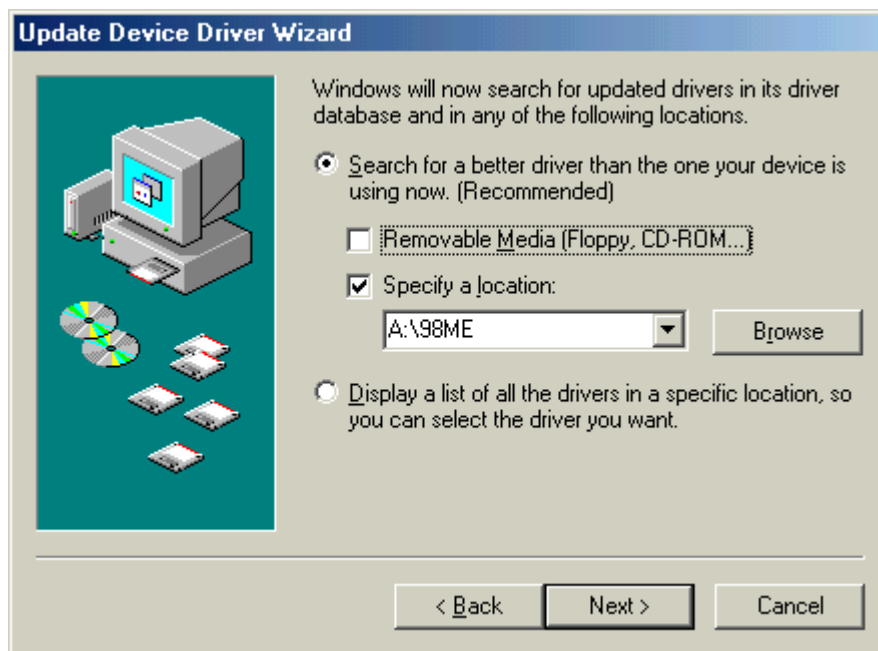 Update Device Driver Wizard
Windows will now search for updated drivers in its driver
database and in any of the following locations.
Search for a better driver than the one your device is
using now. (Recommended)
Removable Media (Floppy, CD-ROM...)
Specify a location:
A:\98ME
Browse
Display a list of all the drivers in a specific location, so
you can select the driver you want.
< Back
Next >
Cancel